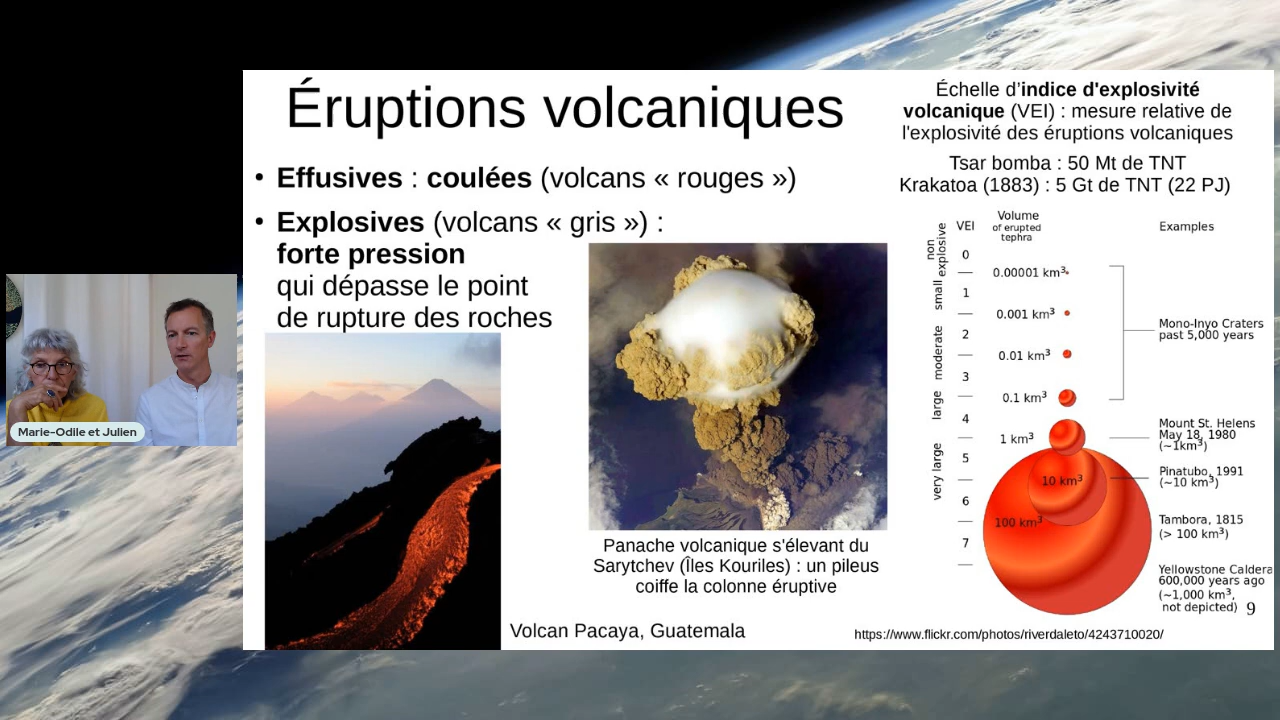 Éruptions volcaniques
• Effusives : coulées (volcans « rouges »)
• Explosives (volcans « gris ») :
forte pression
qui dépasse le point
de rupture des roches
Volcan Pacaya, Guatemala
Panache volcanique s'élevant du
Sarytchev (Îles Kouriles) : un pileus
coiffe la colonne éruptive
Échelle d’indice d'explosivité
volcanique (VEI) : mesure relative de
l'explosivité des éruptions volcaniques
Tsar bomba : 50 Mt de TNT
Krakatoa (1883) : 5 Gt de TNT (22 PJ)
VEI
Volume
of erupted
tephra
Examples
non
explosive
small
moderate
large
very large
0
1
2
3
4
5
6
7
0.00001 km³
0.001 km³
0.01 km³
0.1 km³
1 km³
10 km³
100 km³
Mono-Inyo Craters
past 5,000 years
Mount St. Helens
May 18, 1980
(~1km³)
Pinatubo, 1991
(~10 km³)
Tambora, 1815
(> 100 km³)
Yellowstone Caldera
600,000 years ago
(~1,000 km³,
not depicted)
9
https://www.flickr.com/photos/riverdaleto/4243710020/
Marie-Odile et Julien